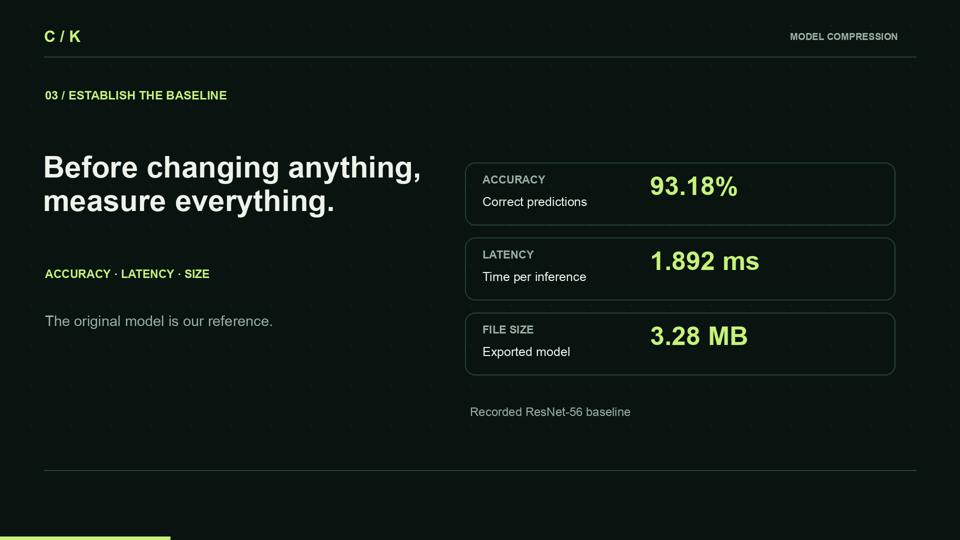 C / K
MODEL COMPRESSION
03 / ESTABLISH THE BASELINE
Before changing anything,
measure everything.
ACCURACY · LATENCY · SIZE
The original model is our reference.
ACCURACY
Correct predictions
93.18%
LATENCY
Time per inference
1.892 ms
FILE SIZE
Exported model
3.28 MB
Recorded ResNet-56 baseline